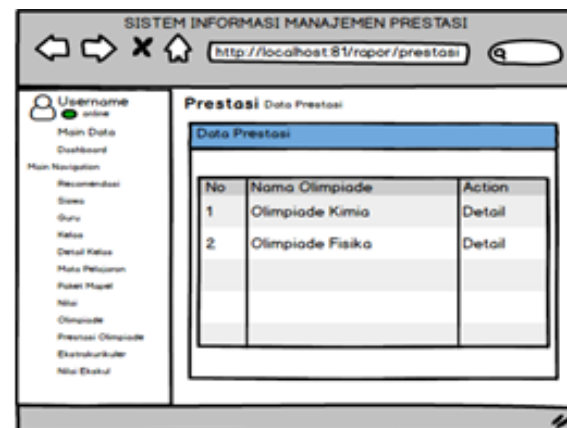 SISTEM INFORMASI MANAJEMEN PRESTASI
http://localhost:81/rapor/prestasi
Username
online
Main Data
Dashboard
Main Navigation
Recomendasi
Siswa
Guru
Kelas
Detail Kelas
Mata Pelajaran
Paket Mapel
Nilai
Olimpiade
Prestasi Olimpiade
Ekstrakurikuler
Nilai Ekskul
Prestasi Data Prestasi
Data Prestasi
No Nama Olimpiade Action
1 Olimpiade Kimia Detail
2 Olimpiade Fisika Detail